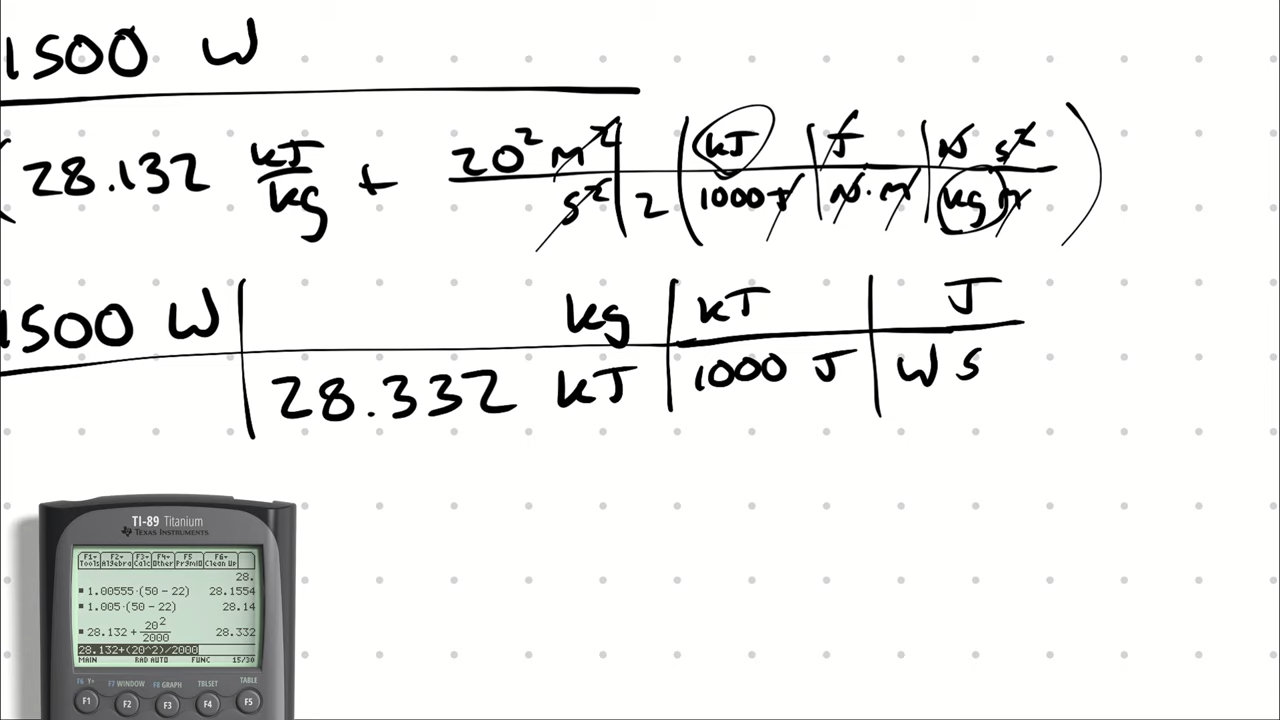 1500 W
(28.132 kJ/kg + 20² m²/s² | 2 | kJ/1000 J | J/N·m | N s²/kg m)
1500 W | kg/28.332 kJ | kJ/1000 J | J/W s
TI-89 Titanium
TEXAS INSTRUMENTS
F1▾ Tools F2▾ Algebra F3▾ Calc F4▾ Other F5 PrgmIO F6▾ Clean Up
28.
▪ 1.00555·(50 − 22) 28.1554
▪ 1.005·(50 − 22) 28.14
▪ 28.132 + 20²/2000 28.332
28.132+(20^2)/2000
MAIN RAD AUTO FUNC 15/30
F6 F7 WINDOW F8 GRAPH TBLSET TABLE
F1 F2 F3 F4 F5